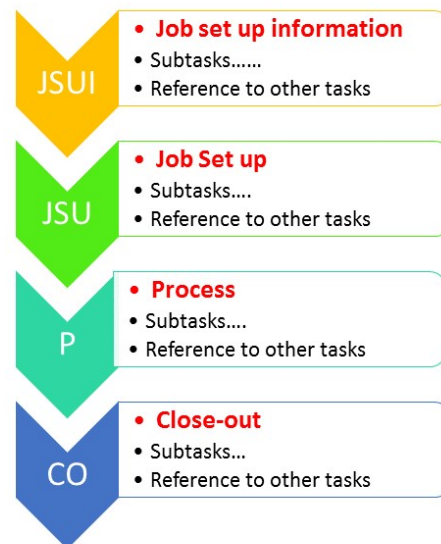 JSUI
• Job set up information
• Subtasks……
• Reference to other tasks
JSU
• Job Set up
• Subtasks….
• Reference to other tasks
P
• Process
• Subtasks….
• Reference to other tasks
CO
• Close-out
• Subtasks…
• Reference to other tasks